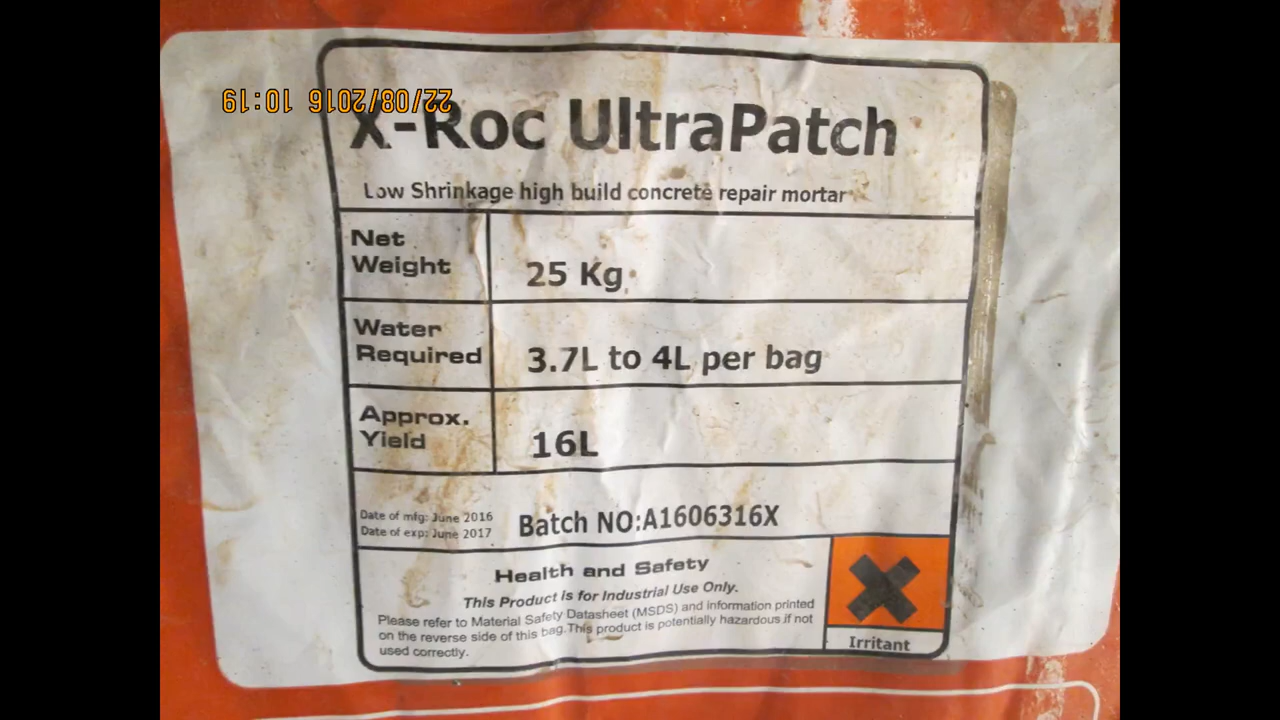 22/08/2016 10:19
X-Roc UltraPatch
Low Shrinkage high build concrete repair mortar
Net
Weight
25 Kg
Water
Required
3.7L to 4L per bag
Approx.
Yield
16L
Date of mfg: June 2016
Date of exp: June 2017
Batch NO:A1606316X
Health and Safety
This Product is for Industrial Use Only.
Please refer to Material Safety Datasheet (MSDS) and information printed
on the reverse side of this bag.This product is potentially hazardous if not
used correctly.
Irritant